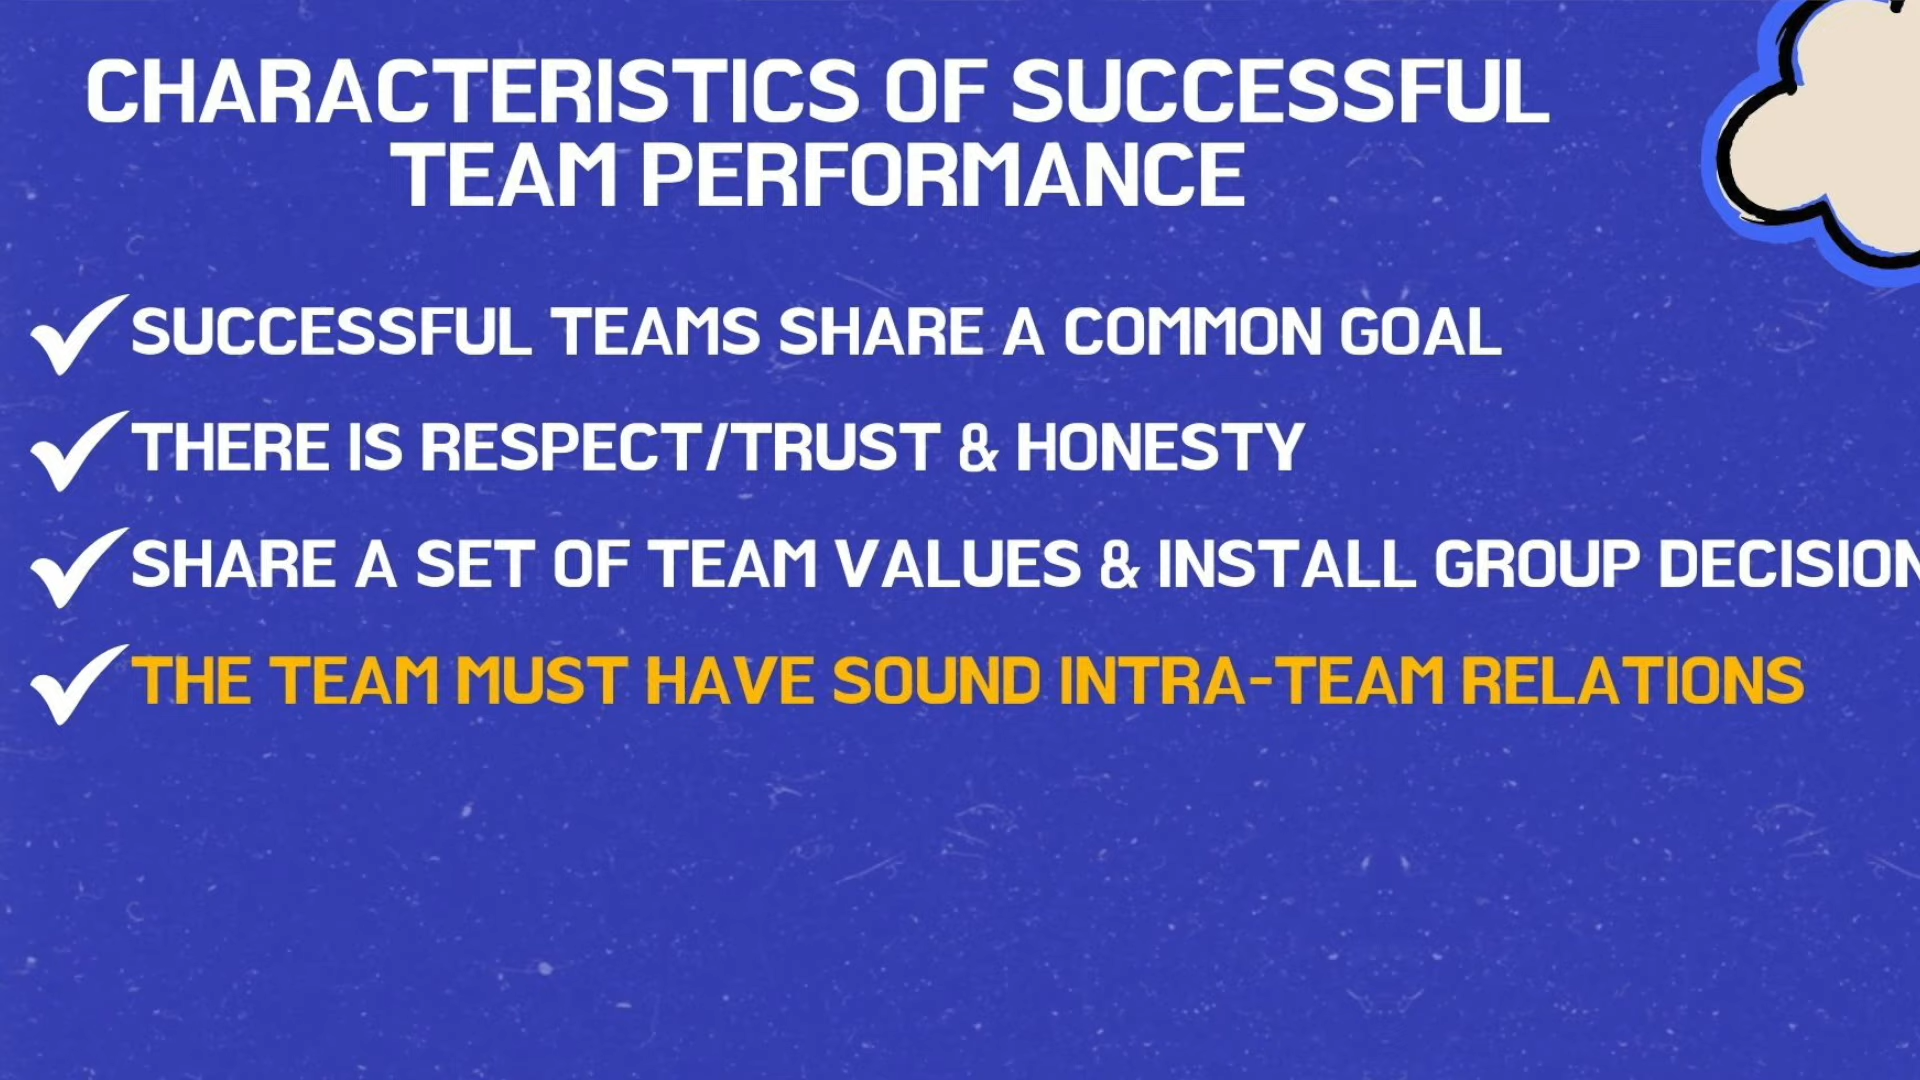 CHARACTERISTICS OF SUCCESSFUL
TEAM PERFORMANCE
SUCCESSFUL TEAMS SHARE A COMMON GOAL
THERE IS RESPECT/TRUST & HONESTY
SHARE A SET OF TEAM VALUES & INSTALL GROUP DECISION
THE TEAM MUST HAVE SOUND INTRA-TEAM RELATIONS